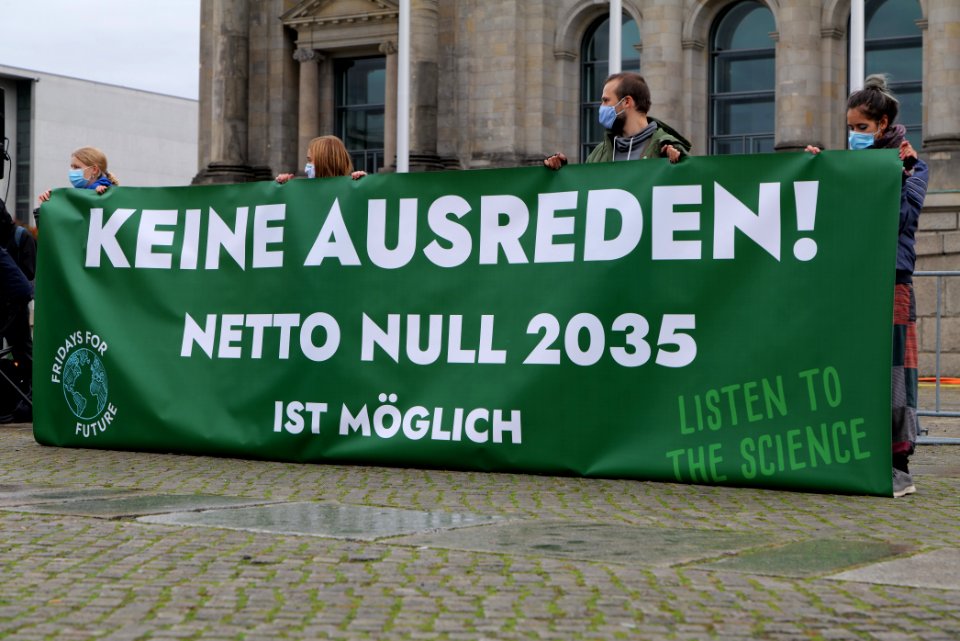 KEINE AUSREDEN!
NETTO NULL 2035
IST MÖGLICH
FRIDAYS FOR
FUTURE
LISTEN TO
THE SCIENCE